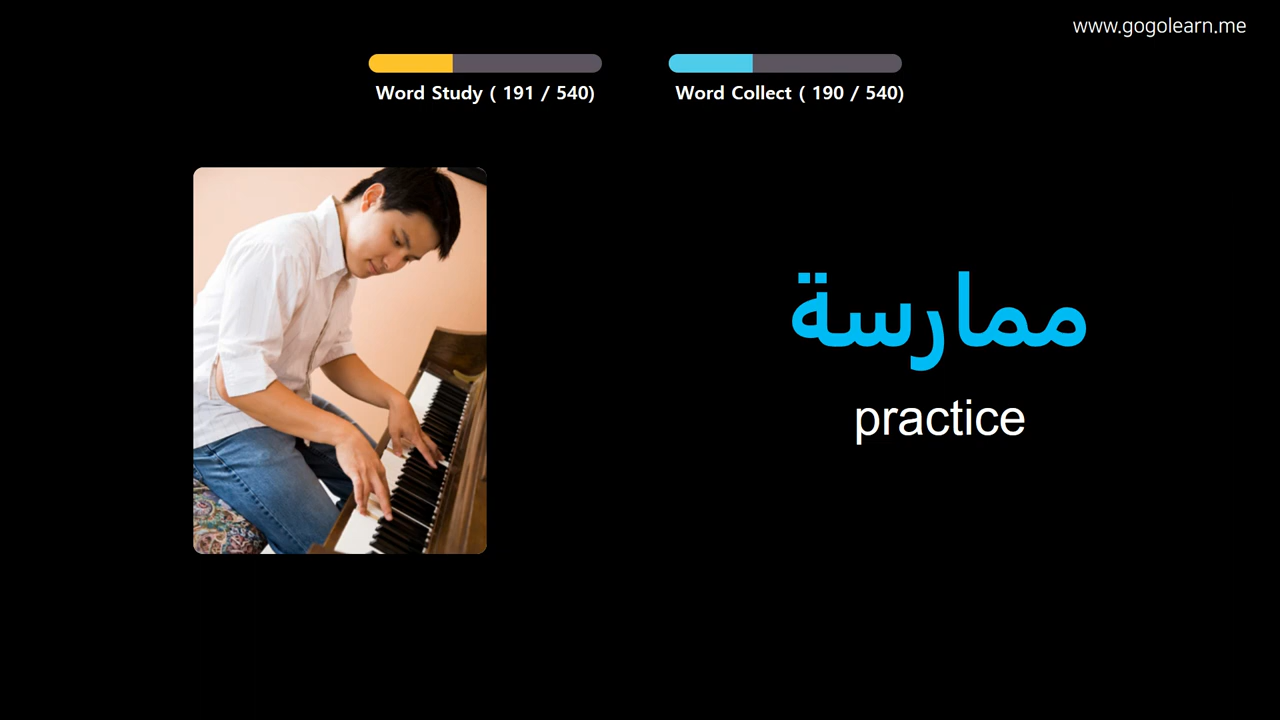 www.gogolearn.me
Word Study ( 191 / 540)
Word Collect ( 190 / 540)
ممارسة
practice